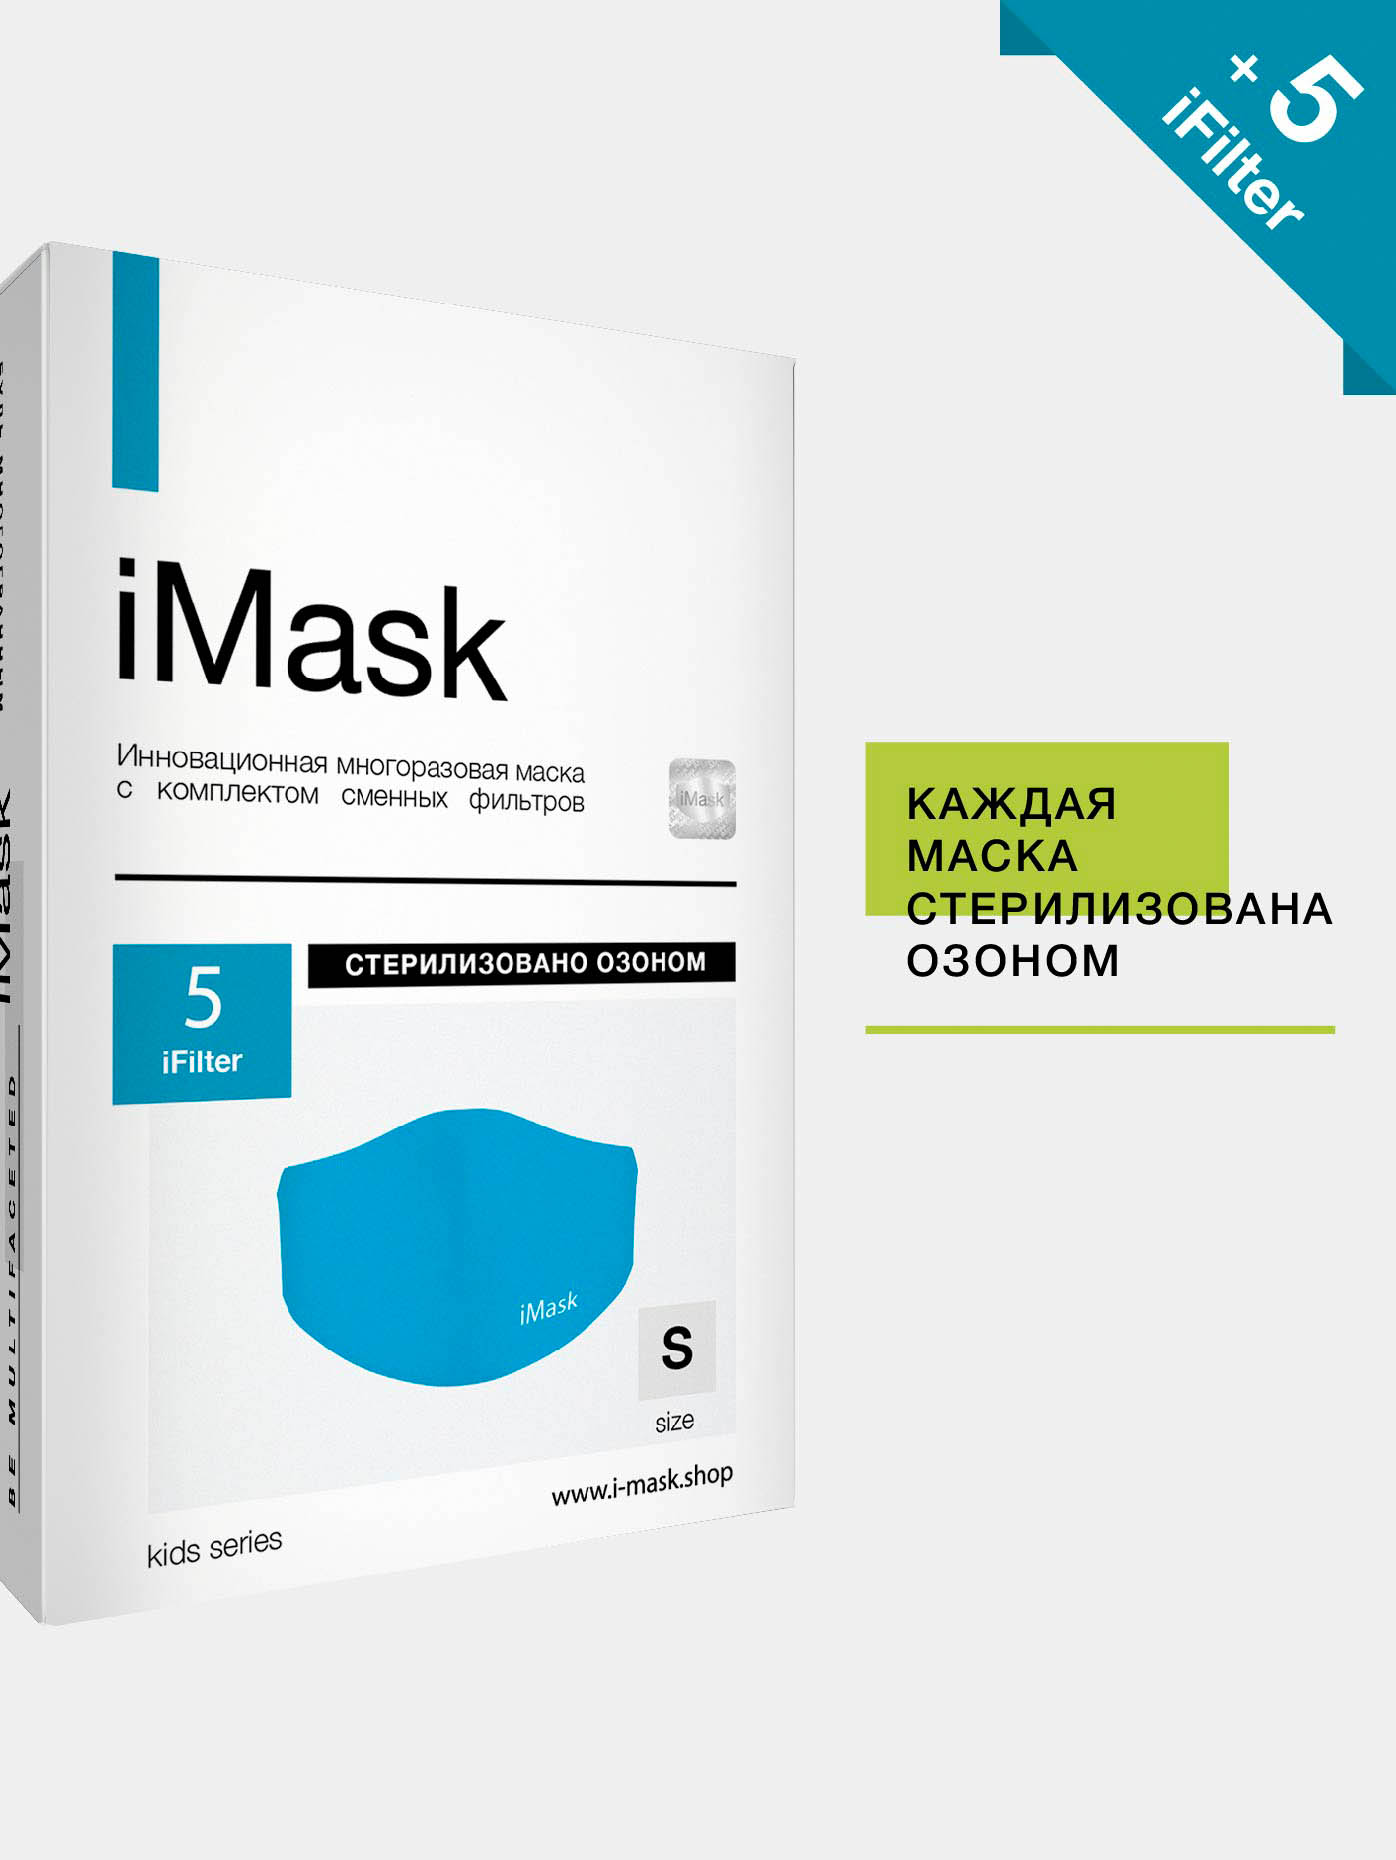 + 5
iFilter
iMask
Инновационная многоразовая маска
с комплектом сменных фильтров
iMask
5
iFilter
СТЕРИЛИЗОВАНО ОЗОНОМ
iMask
S
size
www.i-mask.shop
kids series
BE MULTIFACETED
iMask
КАЖДАЯ
МАСКА
СТЕРИЛИЗОВАНА
ОЗОНОМ